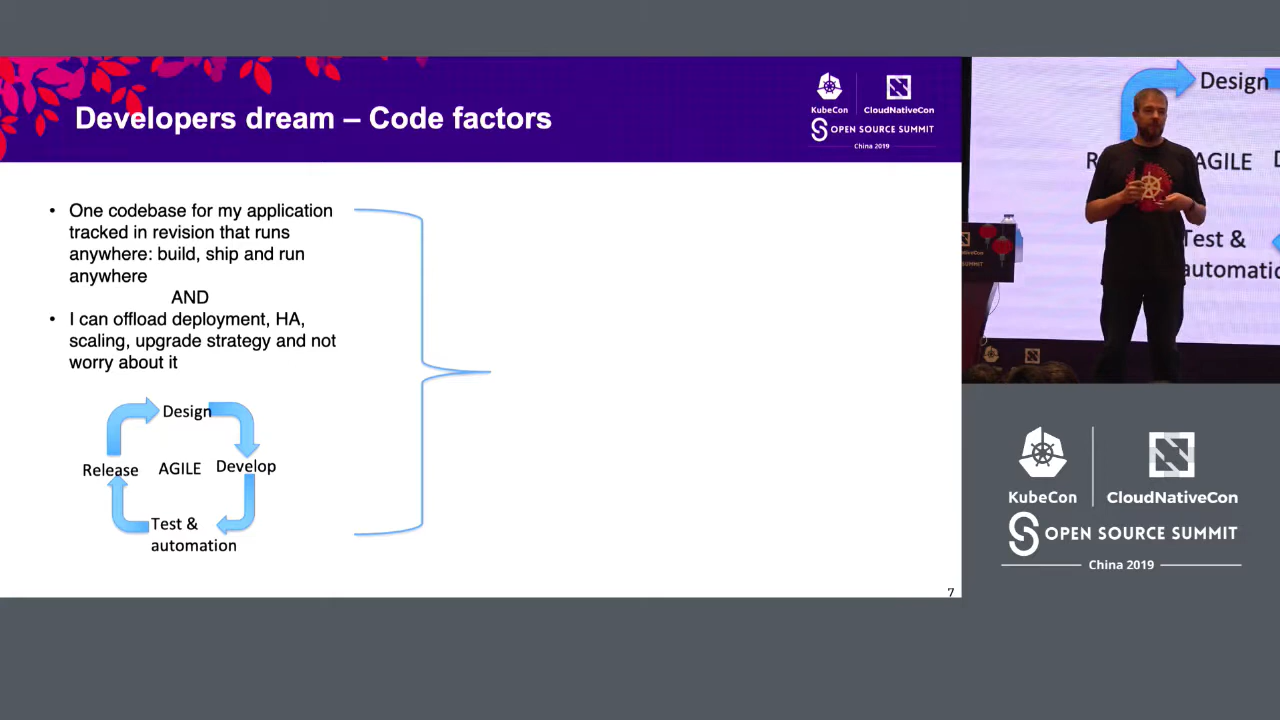 Developers dream – Code factors
KubeCon
CloudNativeCon
OPEN SOURCE SUMMIT
China 2019
• One codebase for my application
tracked in revision that runs
anywhere: build, ship and run
anywhere
AND
• I can offload deployment, HA,
scaling, upgrade strategy and not
worry about it
Design
Release
AGILE
Develop
Test &
automation
7
Design
AGILE
Test &
automatio
SUMMIT
KubeCon
CloudNativeCon
OPEN SOURCE SUMMIT
China 2019